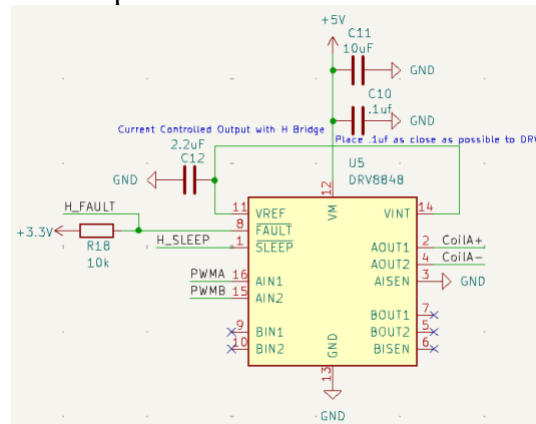 +5V
C11
10uF
GND
C10
.1uf
GND
Current Controlled Output with H Bridge
Place .1uf as close as possible to DRV
2.2uF
C12
GND
U5
DRV8848
12
VM
H_FAULT
11 VREF
VINT 14
+3.3V
8 FAULT
R18
10k
H_SLEEP
1 SLEEP
AOUT1 2 CoilA+
AOUT2 4 CoilA-
AISEN 3 GND
PWMA 16 AIN1
PWMB 15 AIN2
BOUT1 7
BOUT2 5
BISEN 6
9 BIN1
10 BIN2
GND
13
GND